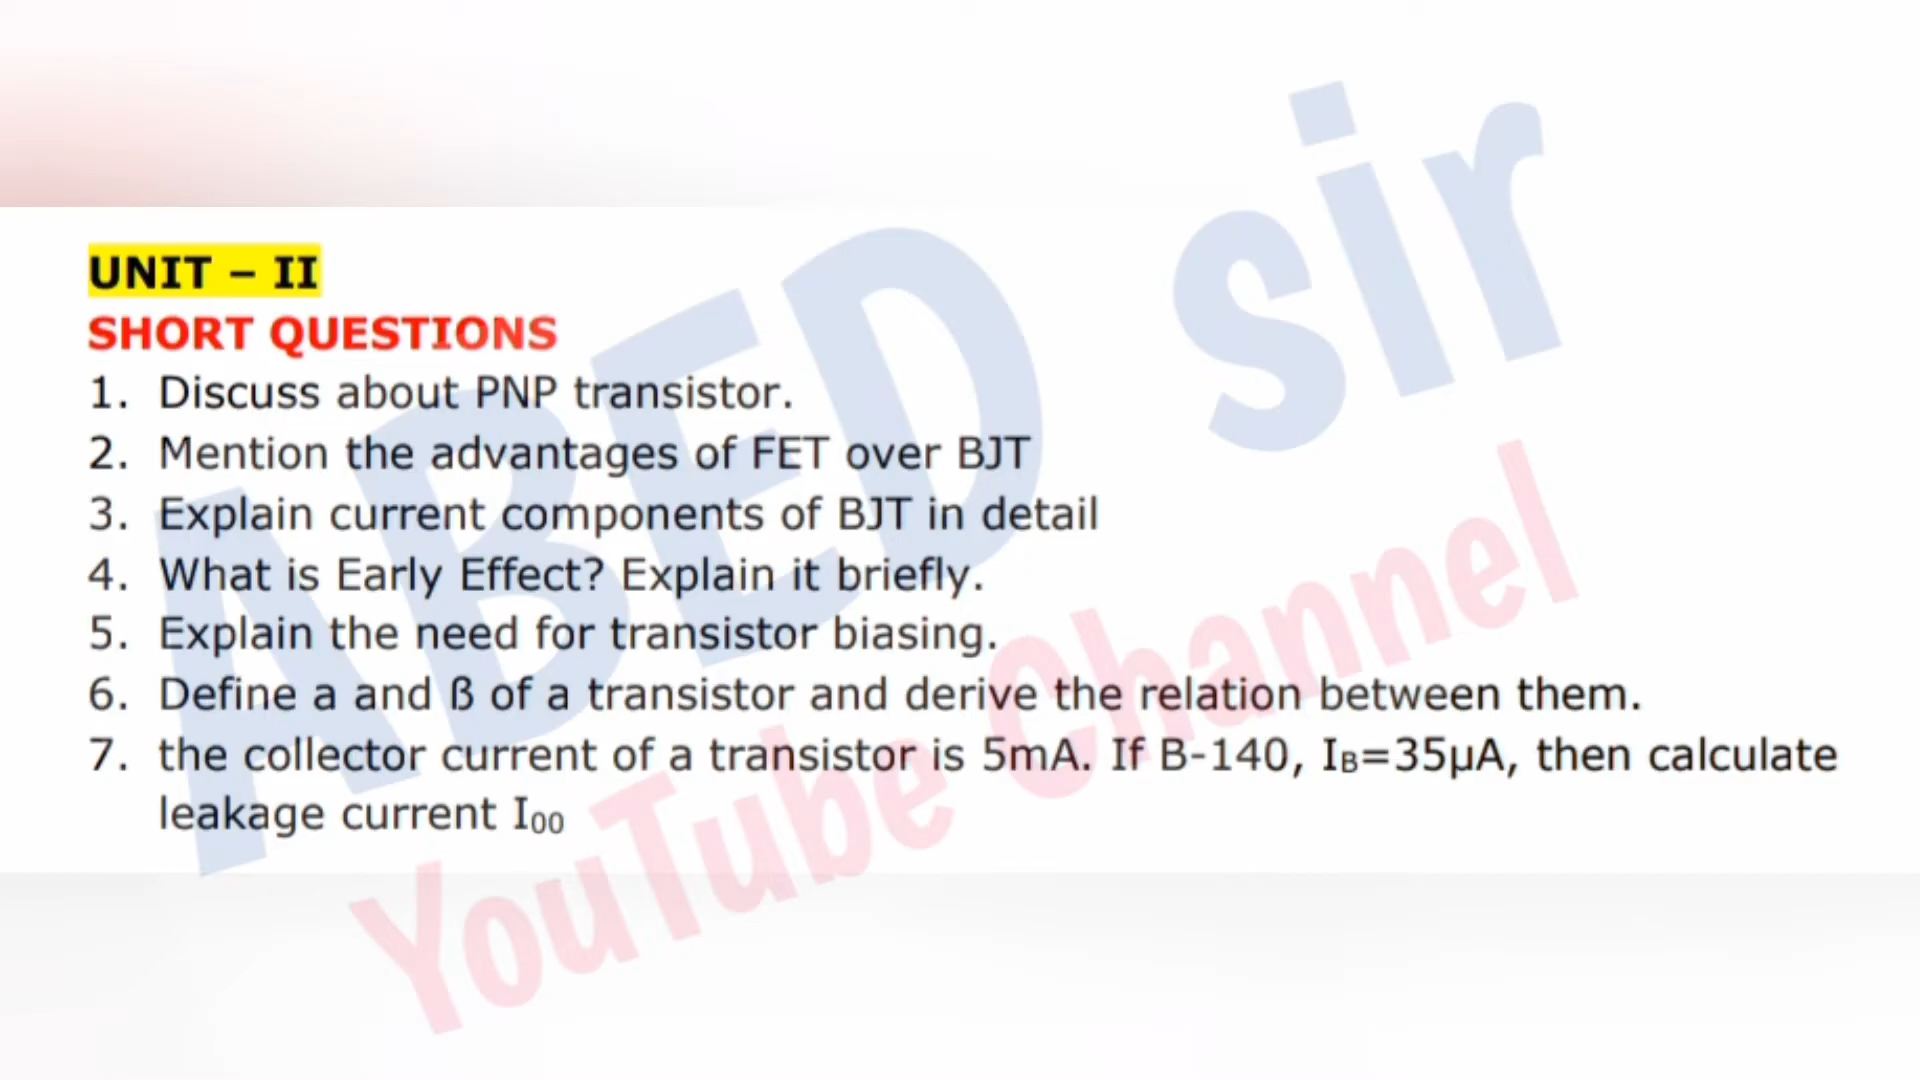 UNIT – II
SHORT QUESTIONS
1. Discuss about PNP transistor.
2. Mention the advantages of FET over BJT
3. Explain current components of BJT in detail
4. What is Early Effect? Explain it briefly.
5. Explain the need for transistor biasing.
6. Define a and ß of a transistor and derive the relation between them.
7. the collector current of a transistor is 5mA. If B-140, IB=35µA, then calculate
leakage current I00
ABED sir
YouTube Channel